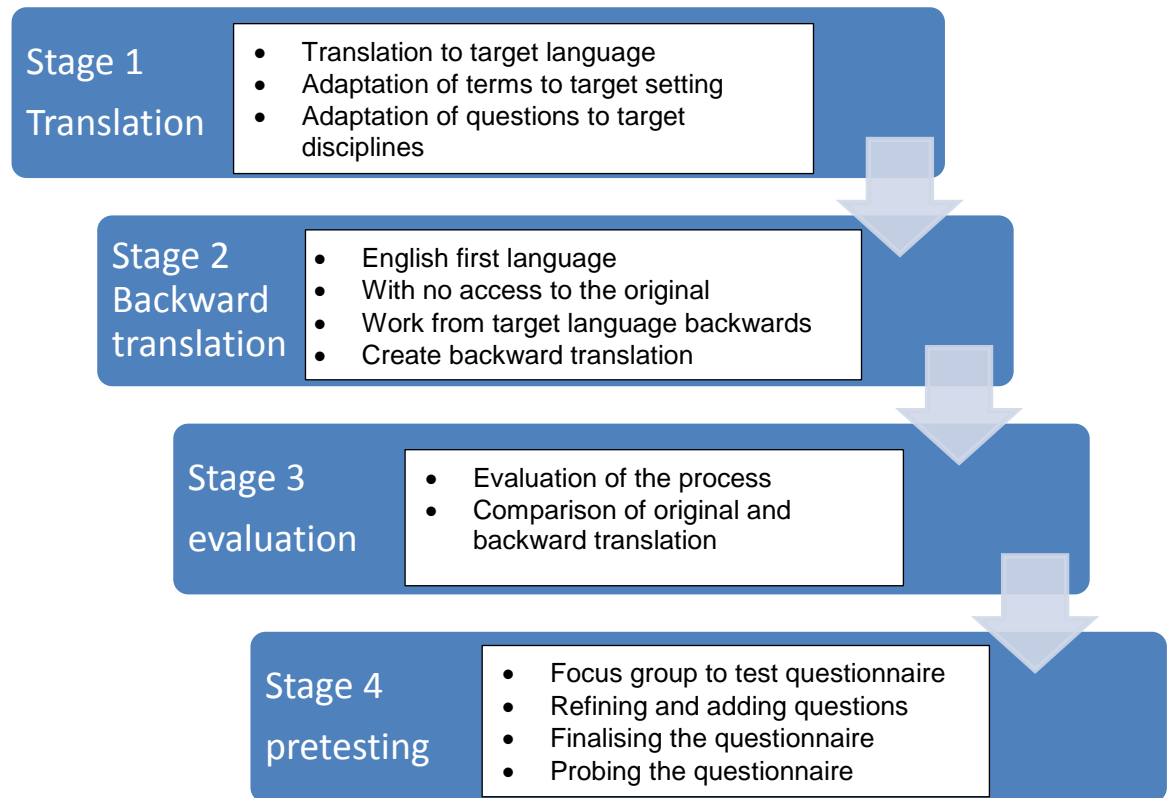 Stage 1
Translation
• Translation to target language
• Adaptation of terms to target setting
• Adaptation of questions to target
disciplines
Stage 2
Backward
translation
• English first language
• With no access to the original
• Work from target language backwards
• Create backward translation
Stage 3
evaluation
• Evaluation of the process
• Comparison of original and
backward translation
Stage 4
pretesting
• Focus group to test questionnaire
• Refining and adding questions
• Finalising the questionnaire
• Probing the questionnaire